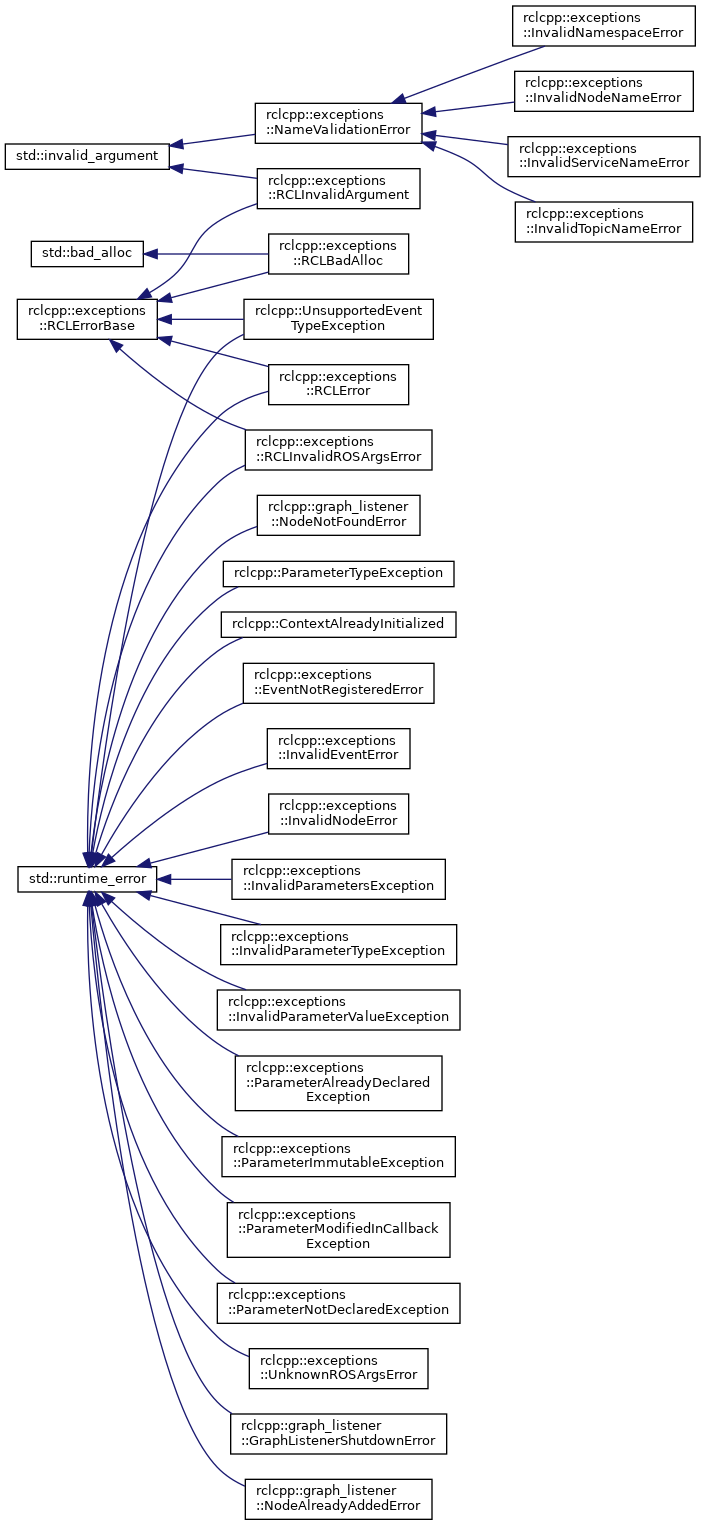 rclcpp::exceptions
::InvalidNamespaceError
rclcpp::exceptions
::InvalidNodeNameError
rclcpp::exceptions
::NameValidationError
rclcpp::exceptions
::InvalidServiceNameError
std::invalid_argument
rclcpp::exceptions
::RCLInvalidArgument
rclcpp::exceptions
::InvalidTopicNameError
std::bad_alloc
rclcpp::exceptions
::RCLBadAlloc
rclcpp::exceptions
::RCLErrorBase
rclcpp::UnsupportedEvent
TypeException
rclcpp::exceptions
::RCLError
rclcpp::exceptions
::RCLInvalidROSArgsError
rclcpp::graph_listener
::NodeNotFoundError
rclcpp::ParameterTypeException
rclcpp::ContextAlreadyInitialized
rclcpp::exceptions
::EventNotRegisteredError
rclcpp::exceptions
::InvalidEventError
rclcpp::exceptions
::InvalidNodeError
std::runtime_error
rclcpp::exceptions
::InvalidParametersException
rclcpp::exceptions
::InvalidParameterTypeException
rclcpp::exceptions
::InvalidParameterValueException
rclcpp::exceptions
::ParameterAlreadyDeclared
Exception
rclcpp::exceptions
::ParameterImmutableException
rclcpp::exceptions
::ParameterModifiedInCallback
Exception
rclcpp::exceptions
::ParameterNotDeclaredException
rclcpp::exceptions
::UnknownROSArgsError
rclcpp::graph_listener
::GraphListenerShutdownError
rclcpp::graph_listener
::NodeAlreadyAddedError